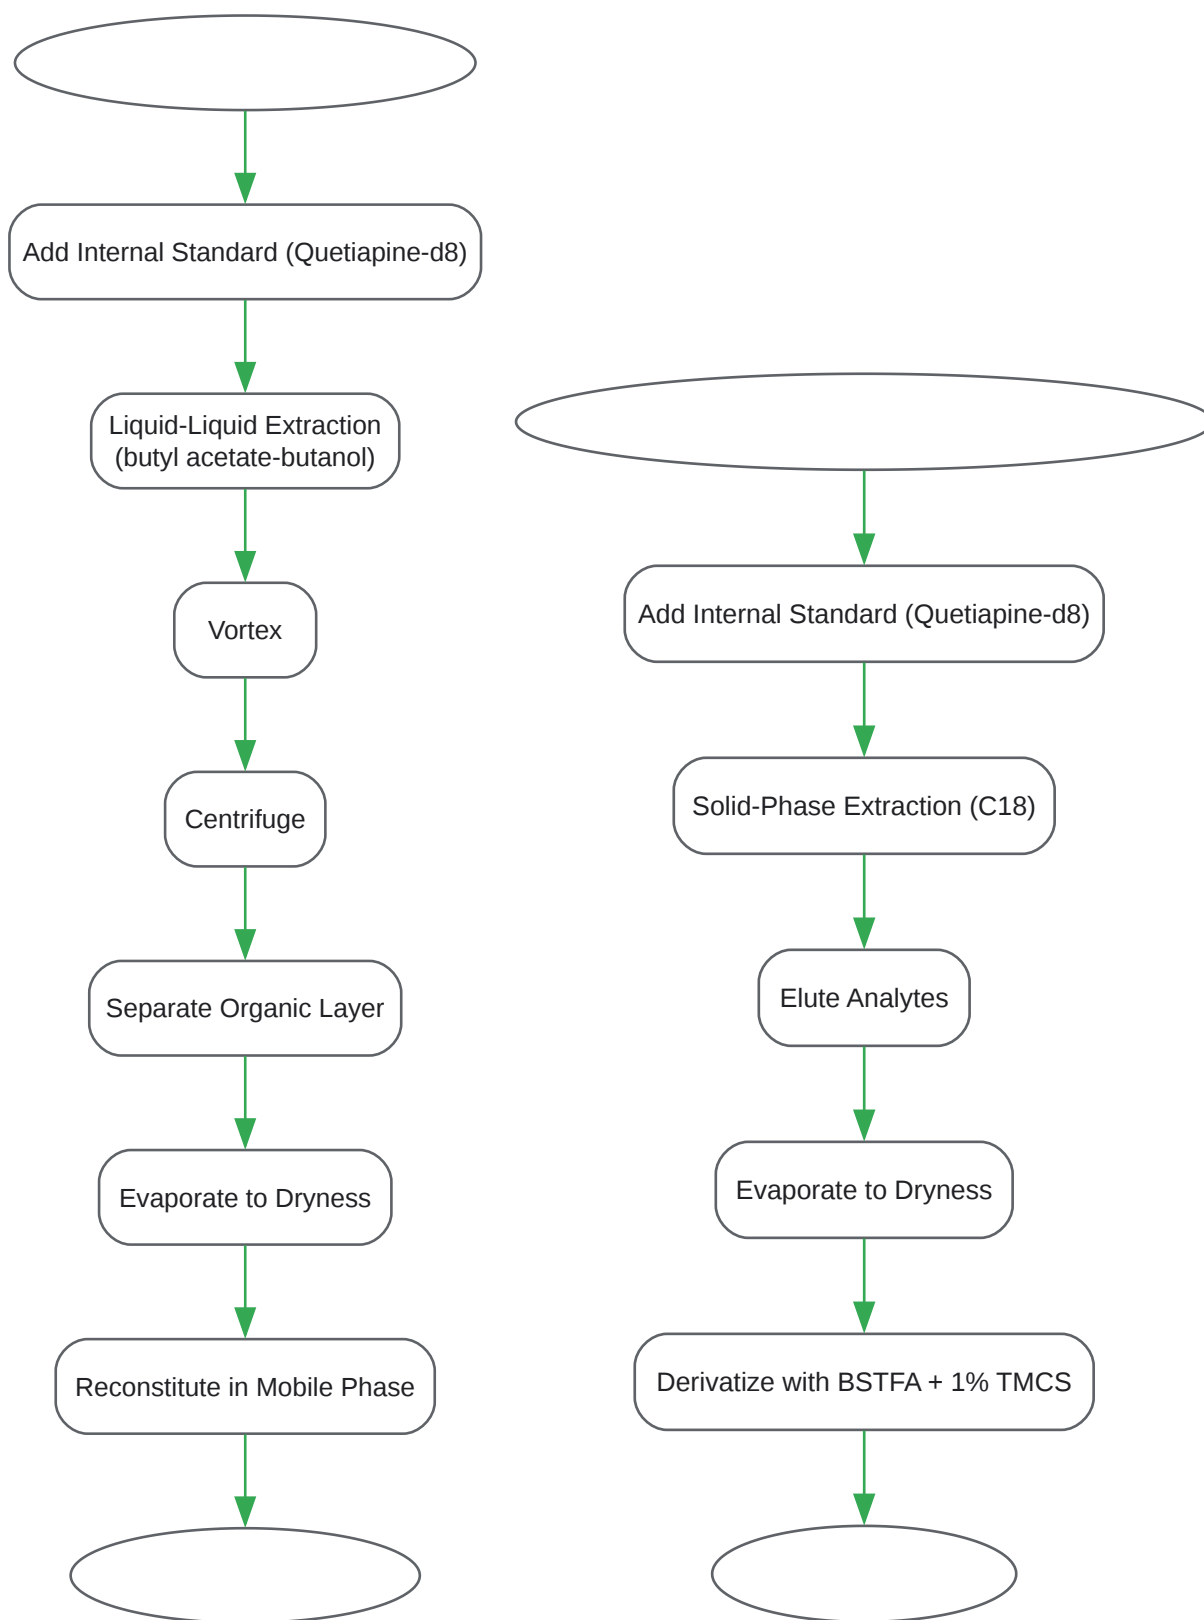 Add Internal Standard (Quetiapine-d8)
Liquid-Liquid Extraction
(butyl acetate-butanol)
Vortex
Centrifuge
Separate Organic Layer
Evaporate to Dryness
Reconstitute in Mobile Phase
Add Internal Standard (Quetiapine-d8)
Solid-Phase Extraction (C18)
Elute Analytes
Evaporate to Dryness
Derivatize with BSTFA + 1% TMCS